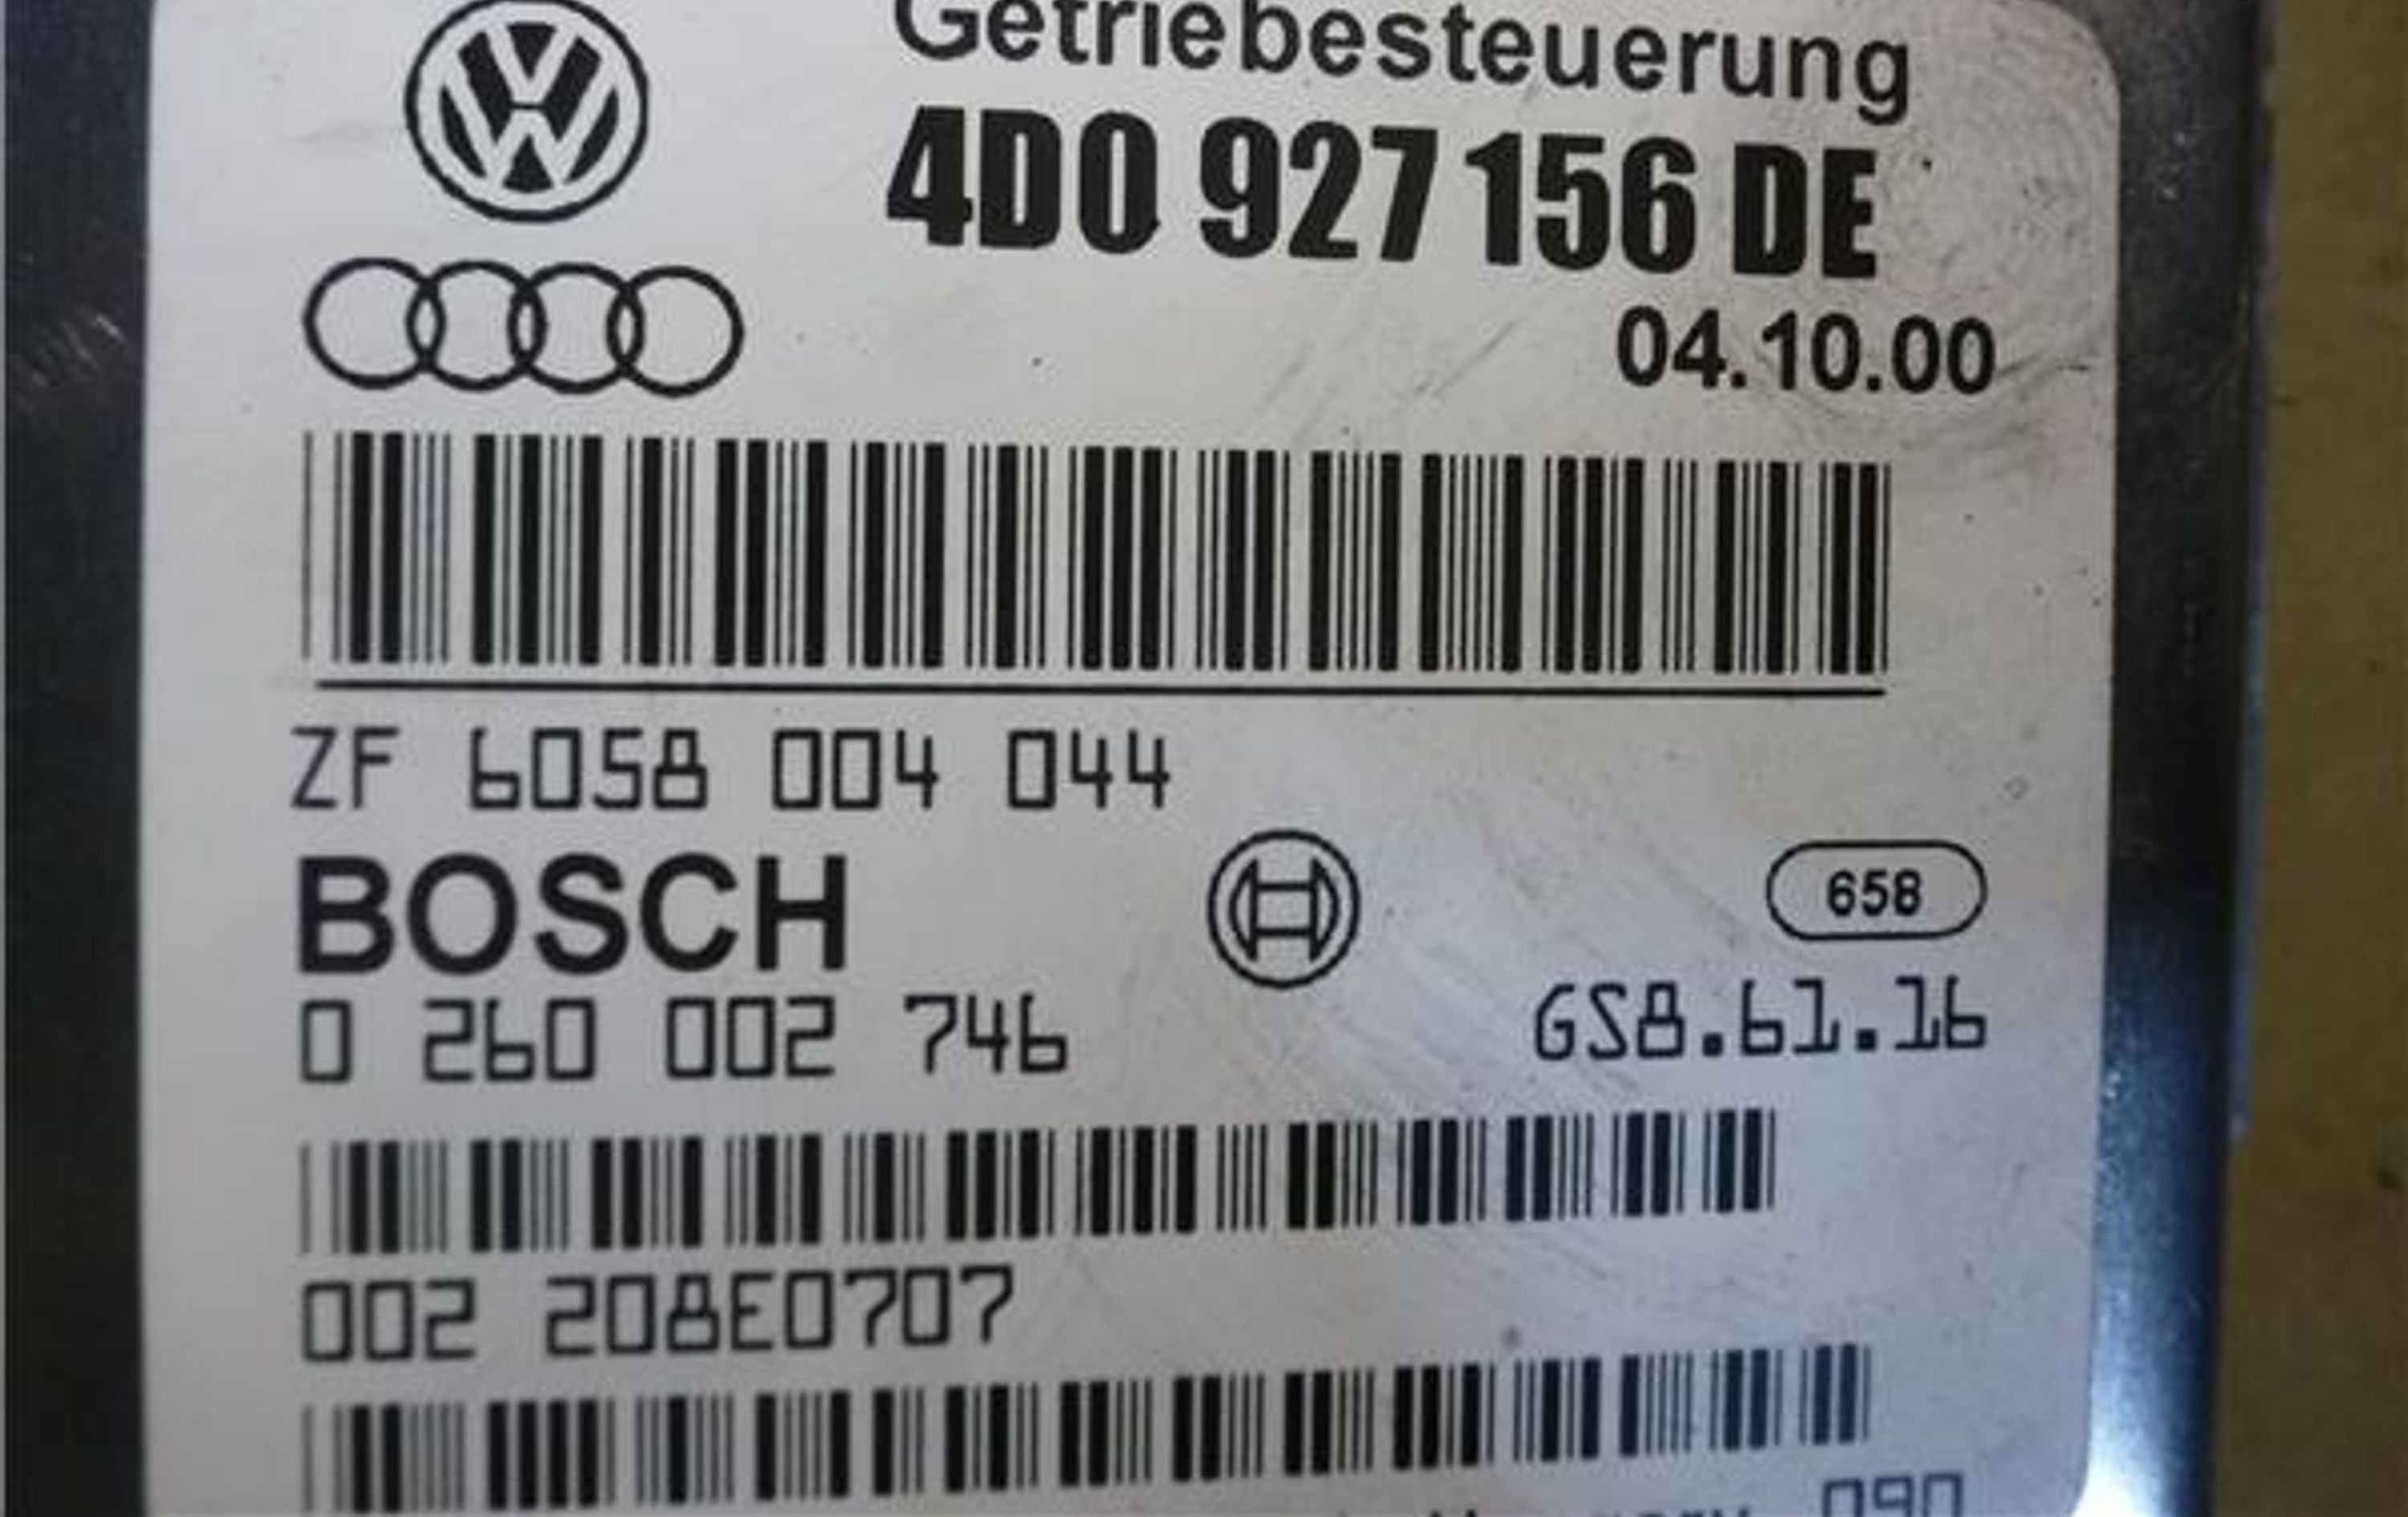 Getriebesteuerung
4D0 927 156 DE
04.10.00
ZF 6058 004 044
BOSCH
658
0 260 002 746
GS8.61.16
002 208E0707
090